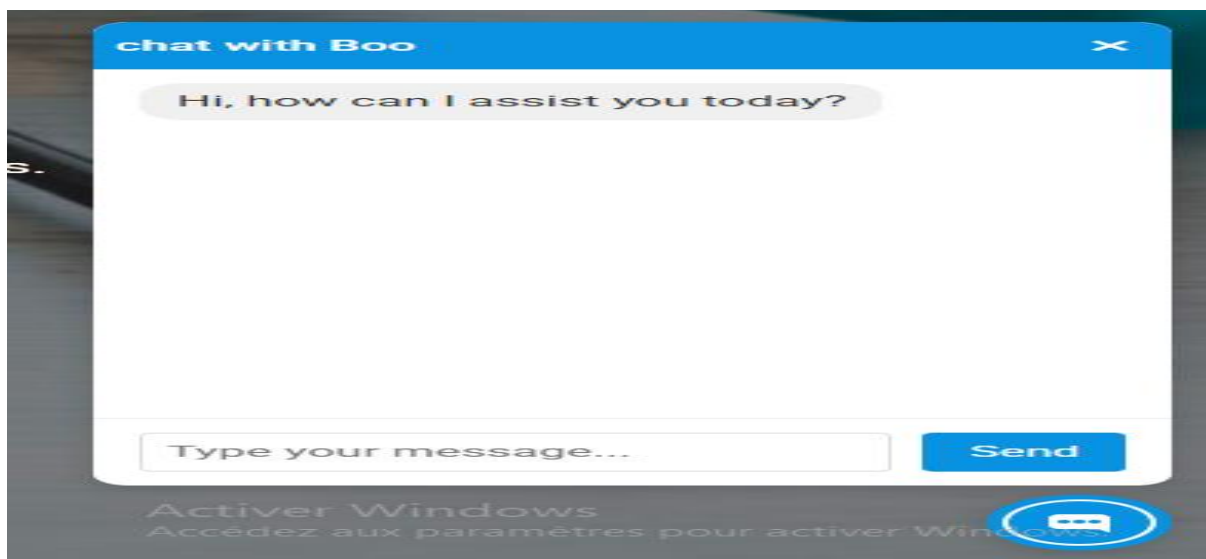 chat with Boo
Hi, how can I assist you today?
s.
Type your message...
Send
Activer Windows
Accédez aux paramètres pour activer Windows.